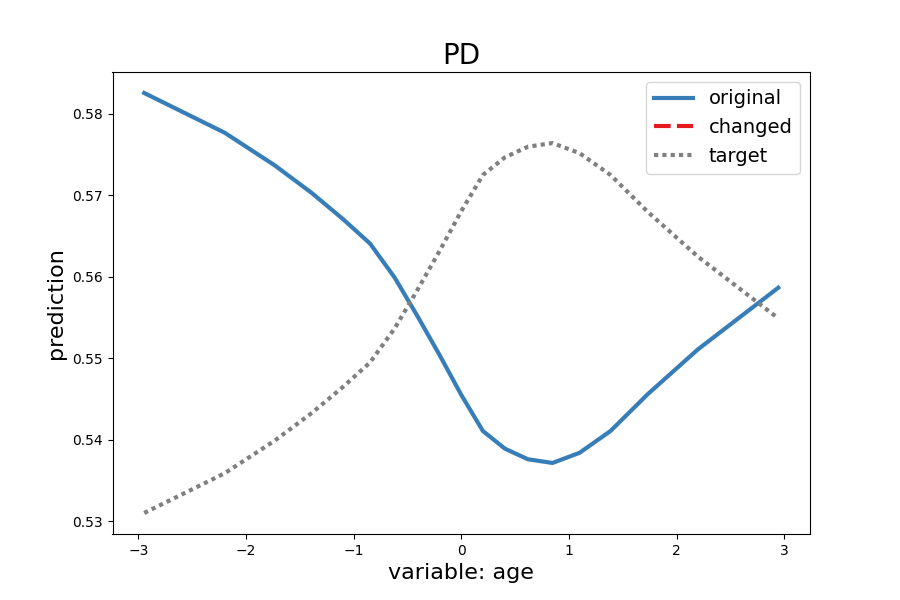 PD
original
changed
target
prediction
0.58
0.57
0.56
0.55
0.54
0.53
−3 −2 −1 0 1 2 3
variable: age